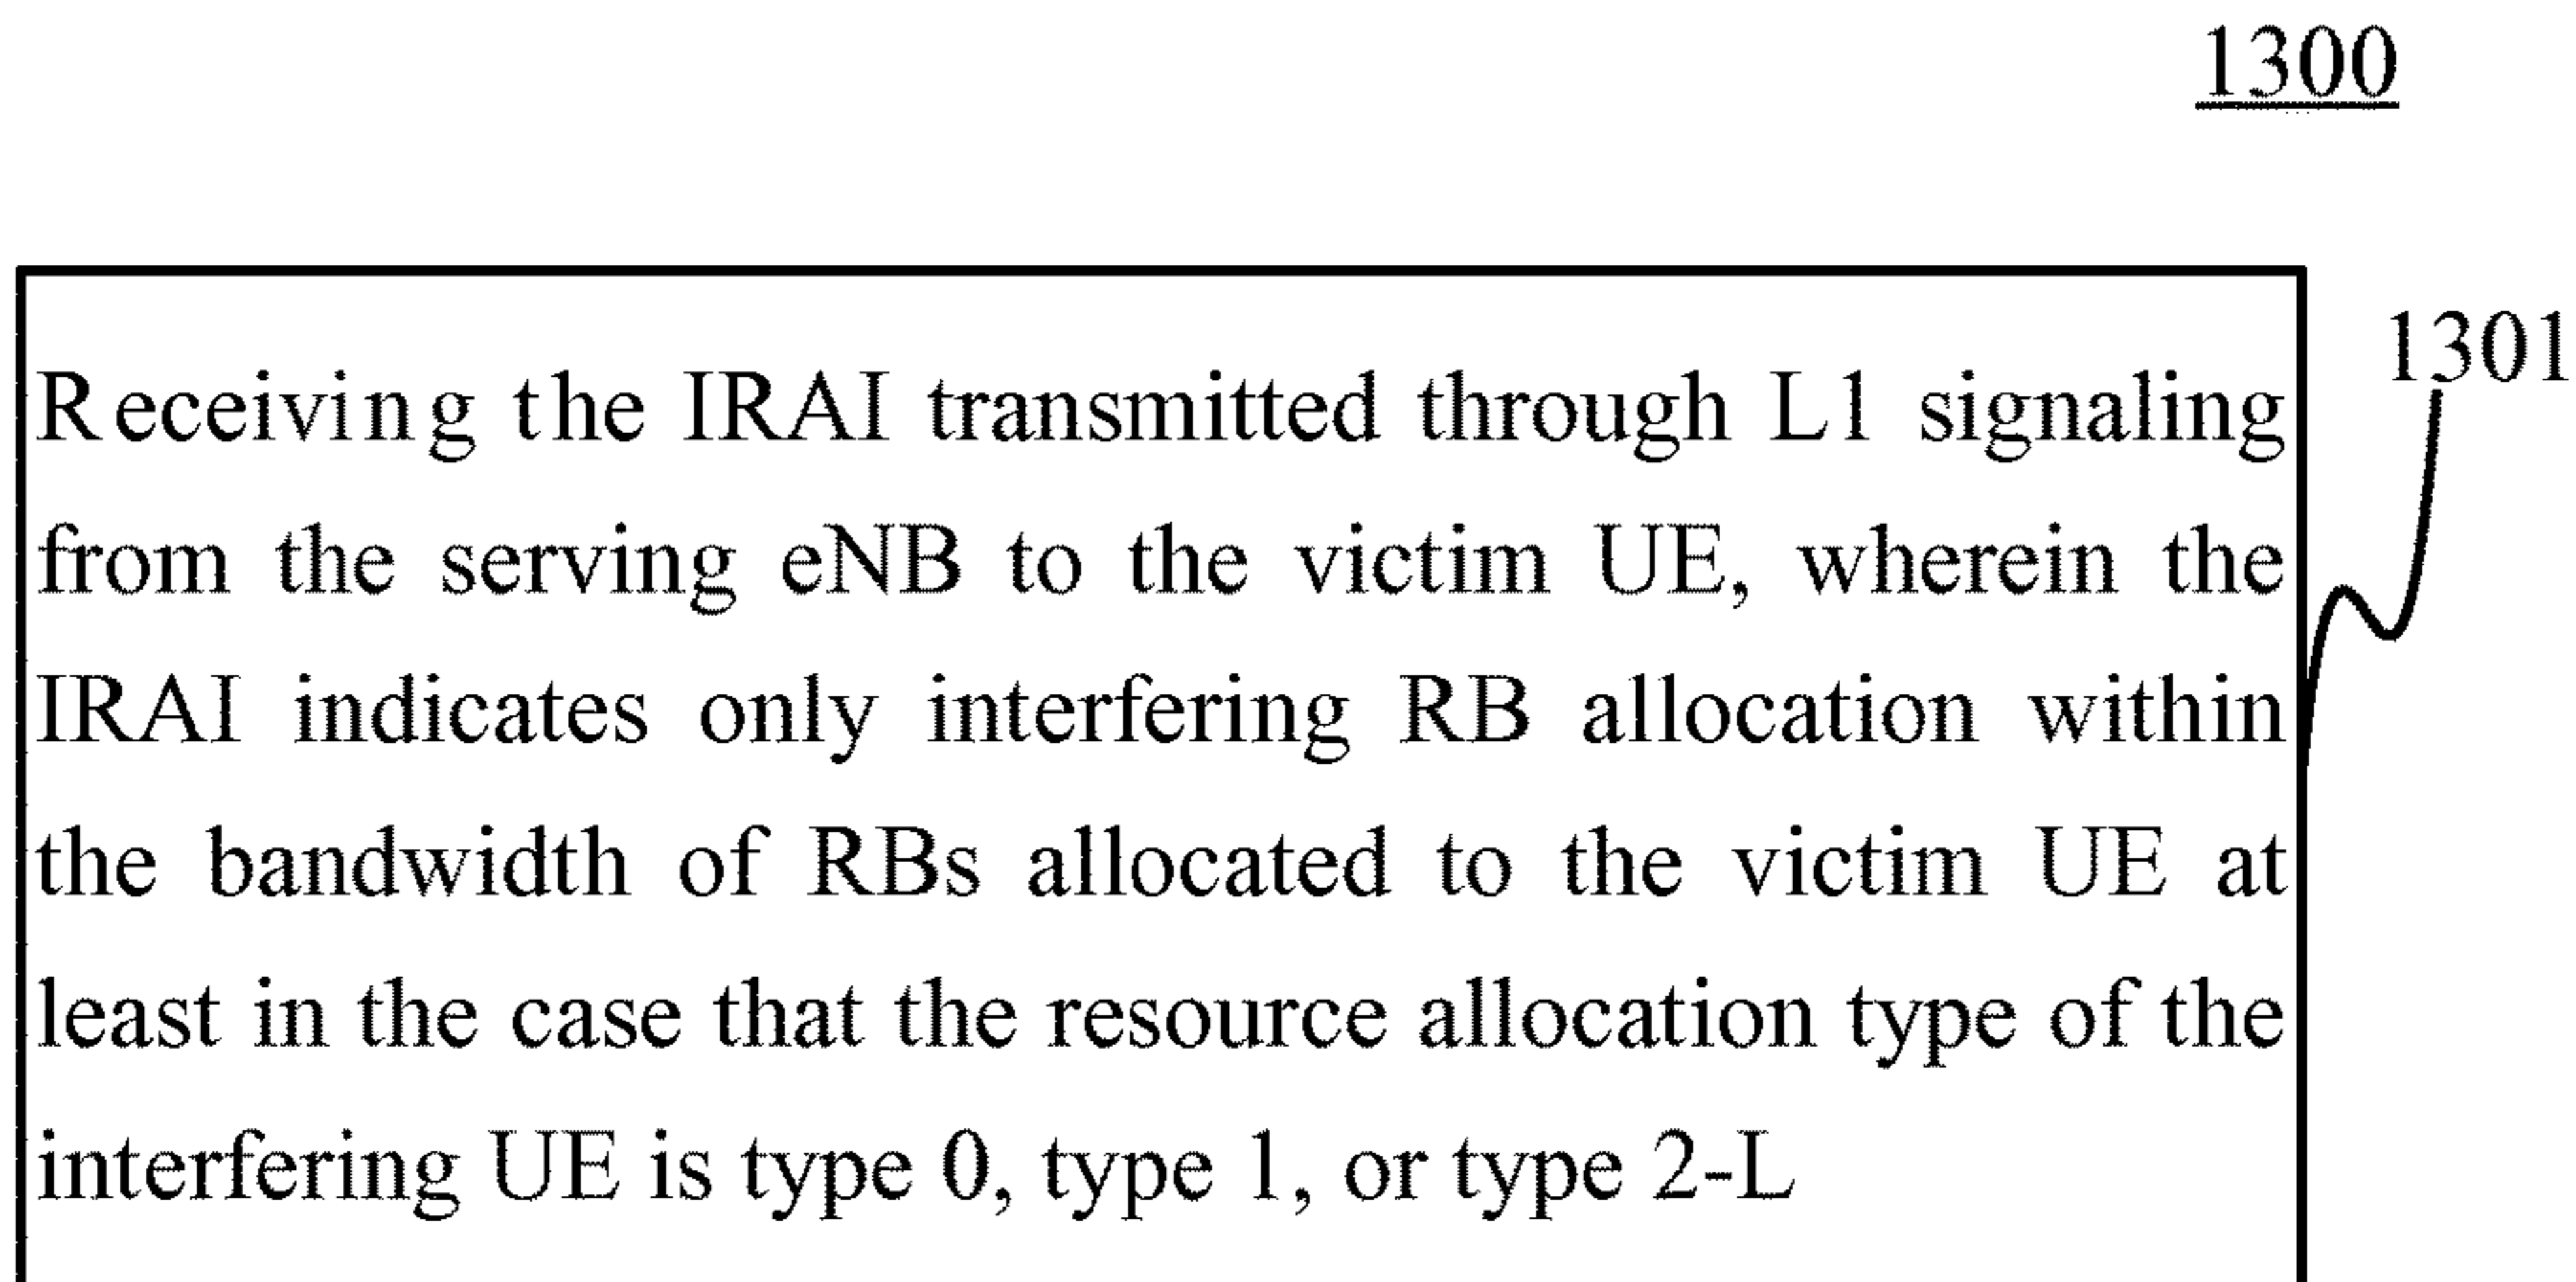 1300
1301
Receiving the IRAI transmitted through L1 signaling
from the serving eNB to the victim UE, wherein the
IRAI indicates only interfering RB allocation within
the bandwidth of RBs allocated to the victim UE at
least in the case that the resource allocation type of the
interfering UE is type 0, type 1, or type 2-L